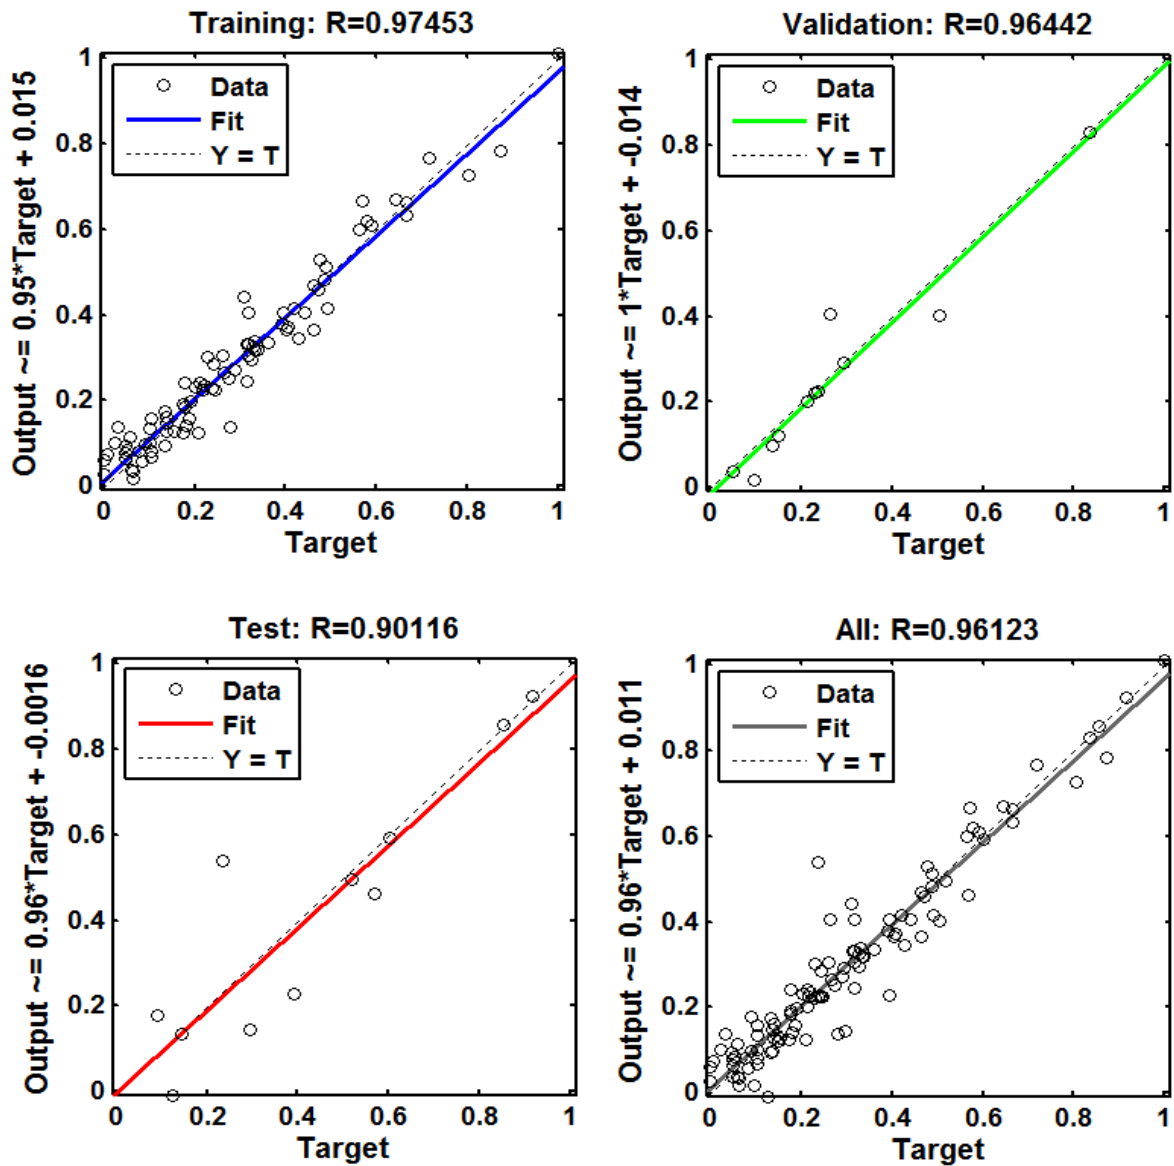 Training: R=0.97453
Output ~= 0.95*Target + 0.015
1
0.8
0.6
0.4
0.2
0
Data
Fit
Y = T
0 0.2 0.4 0.6 0.8 1
Target
Validation: R=0.96442
Output ~= 1*Target + -0.014
1
0.8
0.6
0.4
0.2
0
Data
Fit
Y = T
0 0.2 0.4 0.6 0.8 1
Target
Test: R=0.90116
Output ~= 0.96*Target + -0.0016
1
0.8
0.6
0.4
0.2
0
Data
Fit
Y = T
0 0.2 0.4 0.6 0.8 1
Target
All: R=0.96123
Output ~= 0.96*Target + 0.011
1
0.8
0.6
0.4
0.2
0
Data
Fit
Y = T
0 0.2 0.4 0.6 0.8 1
Target